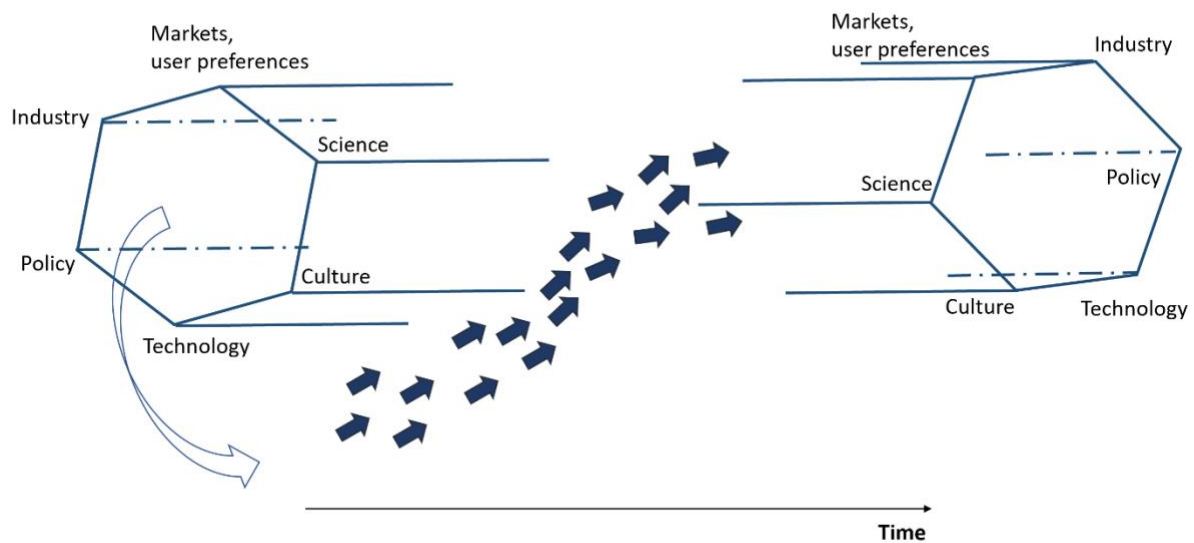 Markets,
user preferences
Industry
Science
Policy
Culture
Technology
Markets,
user preferences
Industry
Policy
Science
Culture
Technology
Time